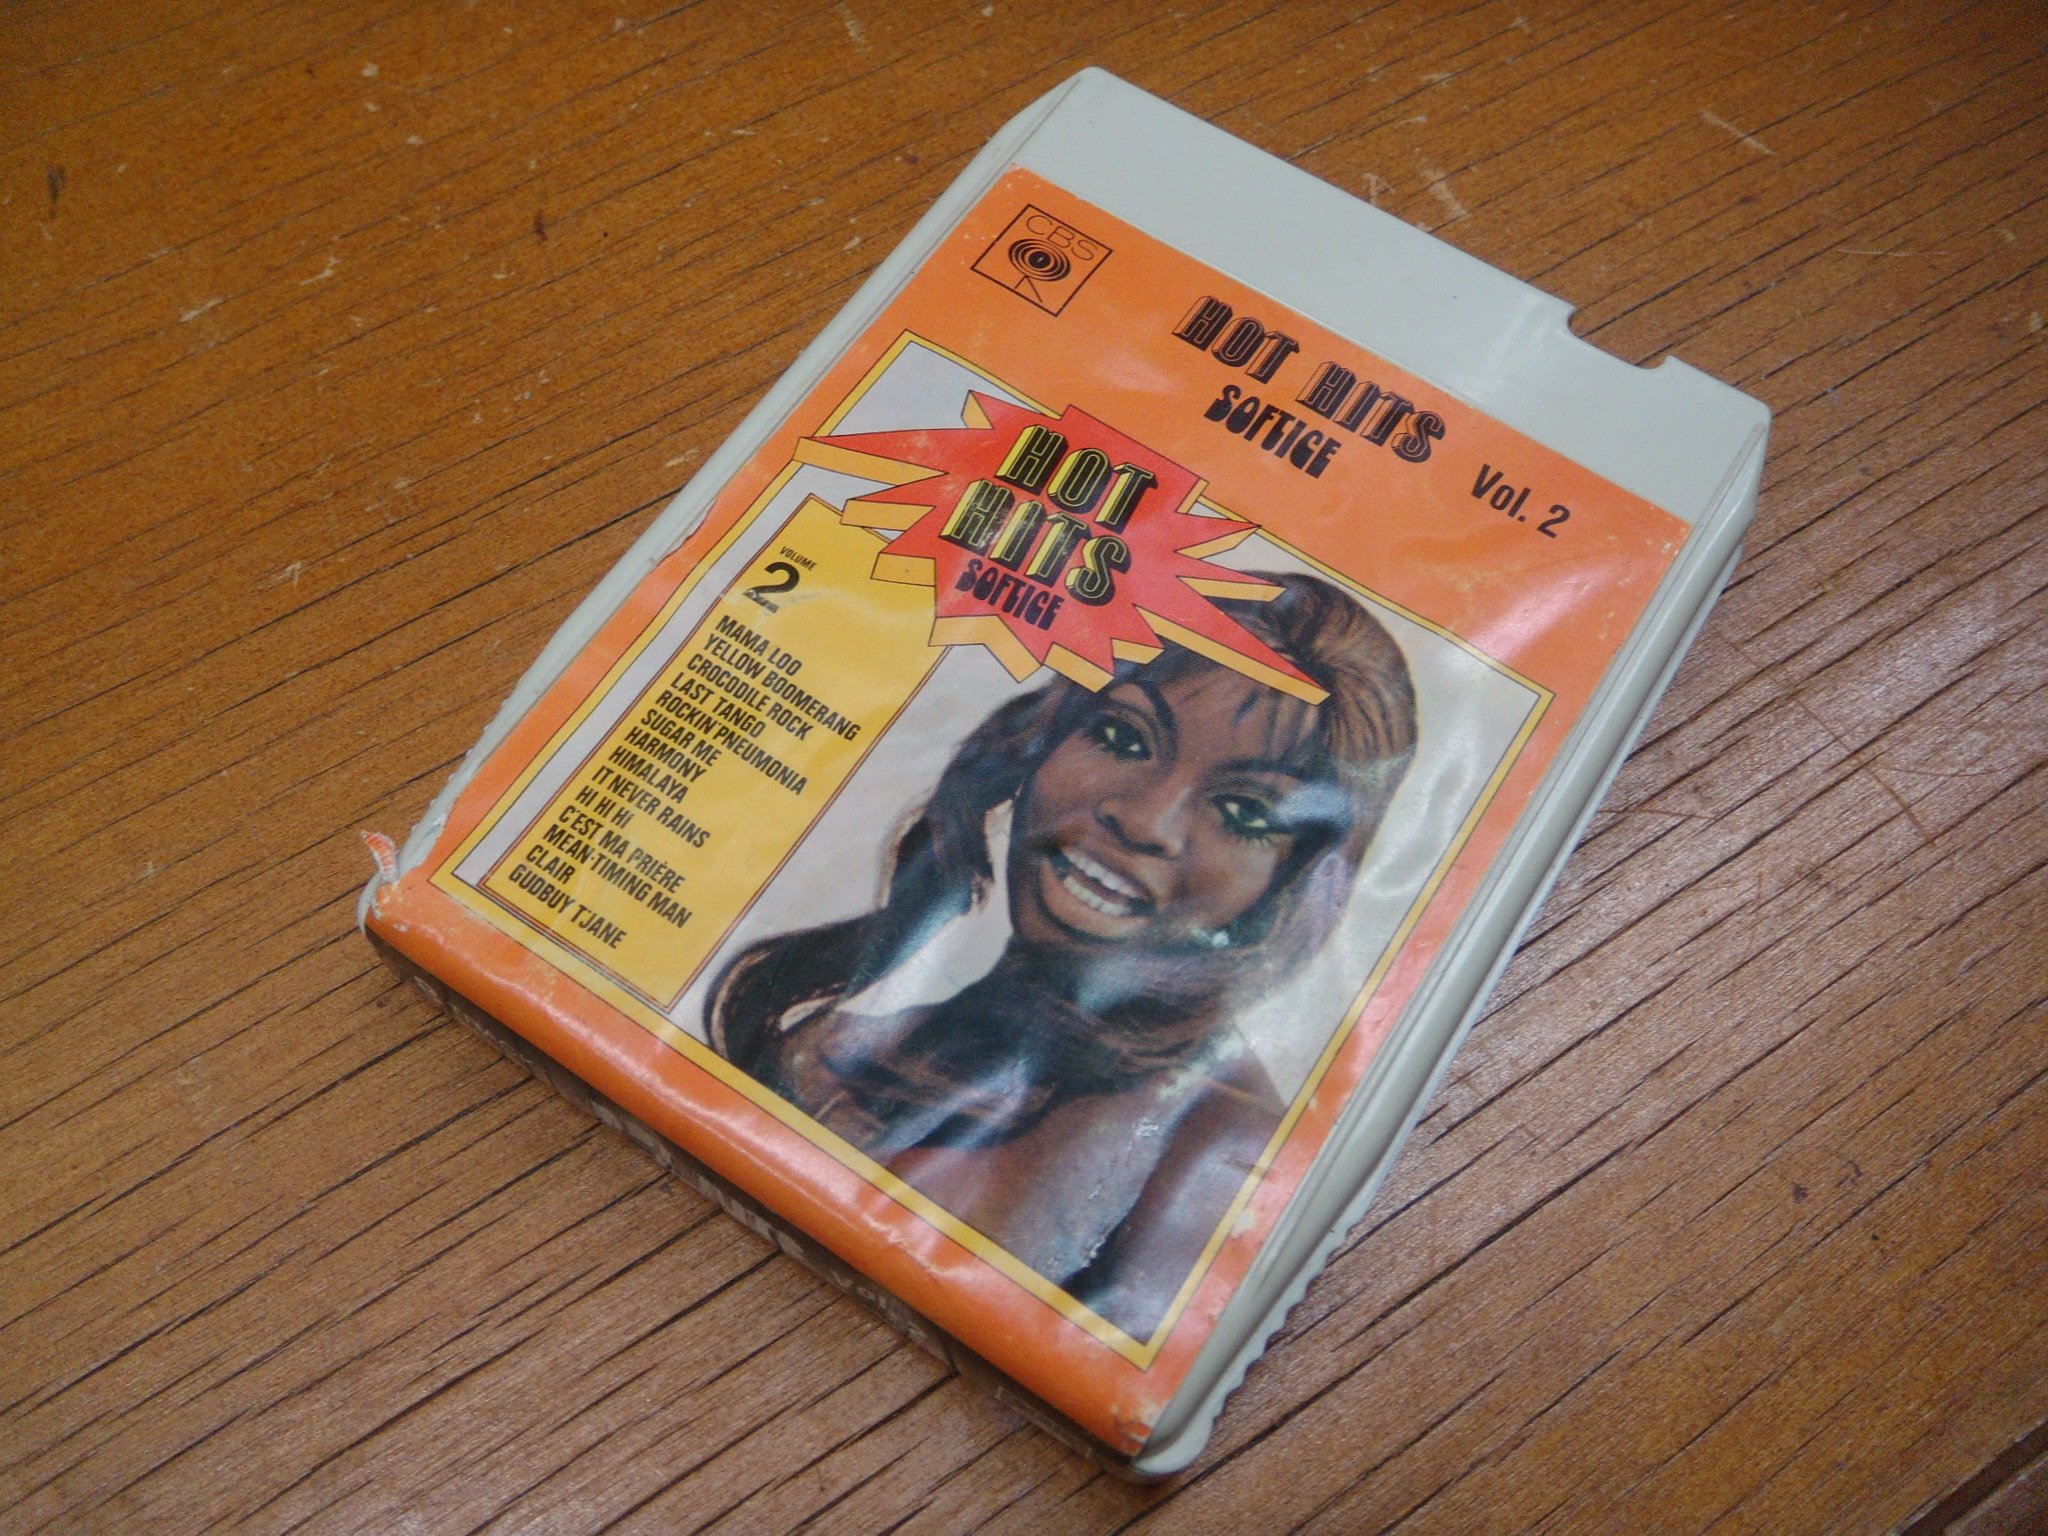 CBS
HOT HITS
SOFTICE
Vol. 2
HOT
HITS
SOFTICE
VOLUME
2
MAMA LOO
YELLOW BOOMERANG
CROCODILE ROCK
LAST TANGO
ROCKIN' PNEUMONIA
SUGAR ME
HARMONY
HIMALAYA
IT NEVER RAINS
HI HI HI
C'EST MA PRIÈRE
MEAN-TIMING MAN
CLAIR
GUDBUY T'JANE